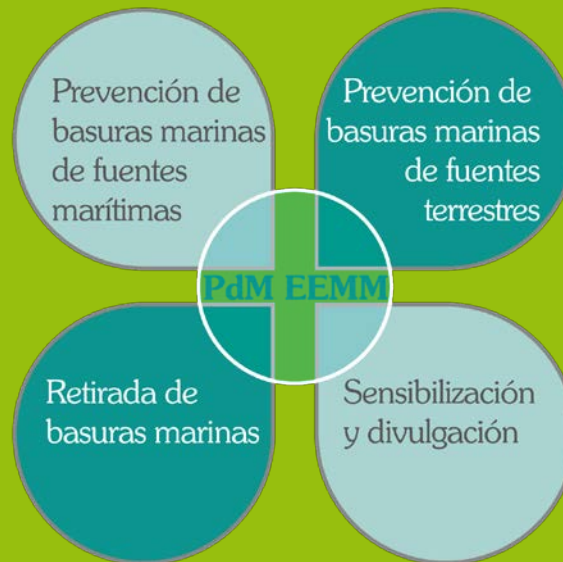 Prevención de
basuras marinas
de fuentes
marítimas
Prevención de
basuras marinas
de fuentes
terrestres
PdM EEMM
Retirada de
basuras marinas
Sensibilización
y divulgación